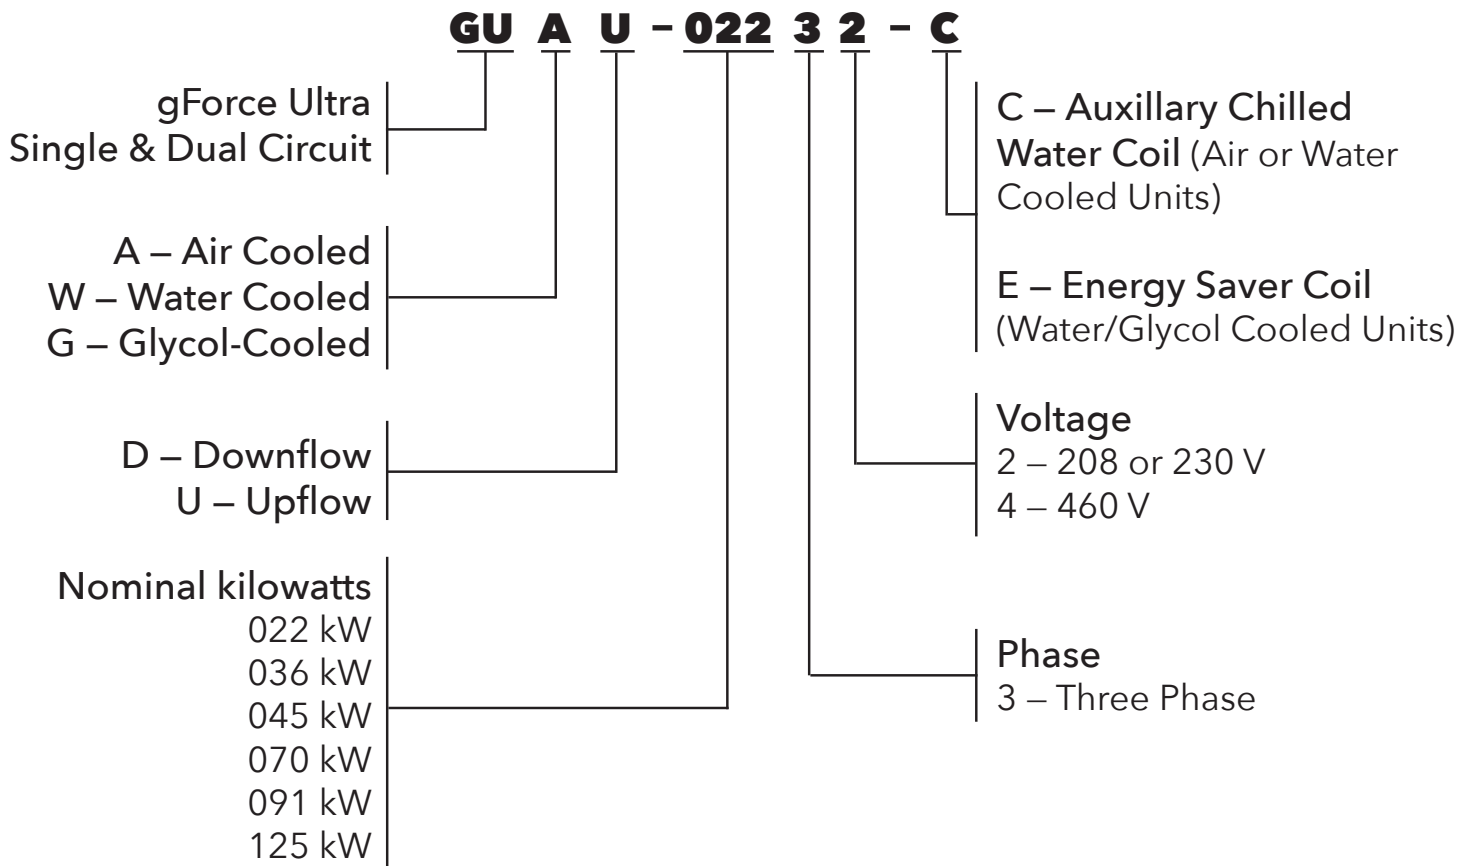 GU A U – 022 3 2 – C
gForce Ultra
Single & Dual Circuit
A – Air Cooled
W – Water Cooled
G – Glycol-Cooled
D – Downflow
U – Upflow
Nominal kilowatts
022 kW
036 kW
045 kW
070 kW
091 kW
125 kW
C – Auxillary Chilled
Water Coil (Air or Water
Cooled Units)
E – Energy Saver Coil
(Water/Glycol Cooled Units)
Voltage
2 – 208 or 230 V
4 – 460 V
Phase
3 – Three Phase